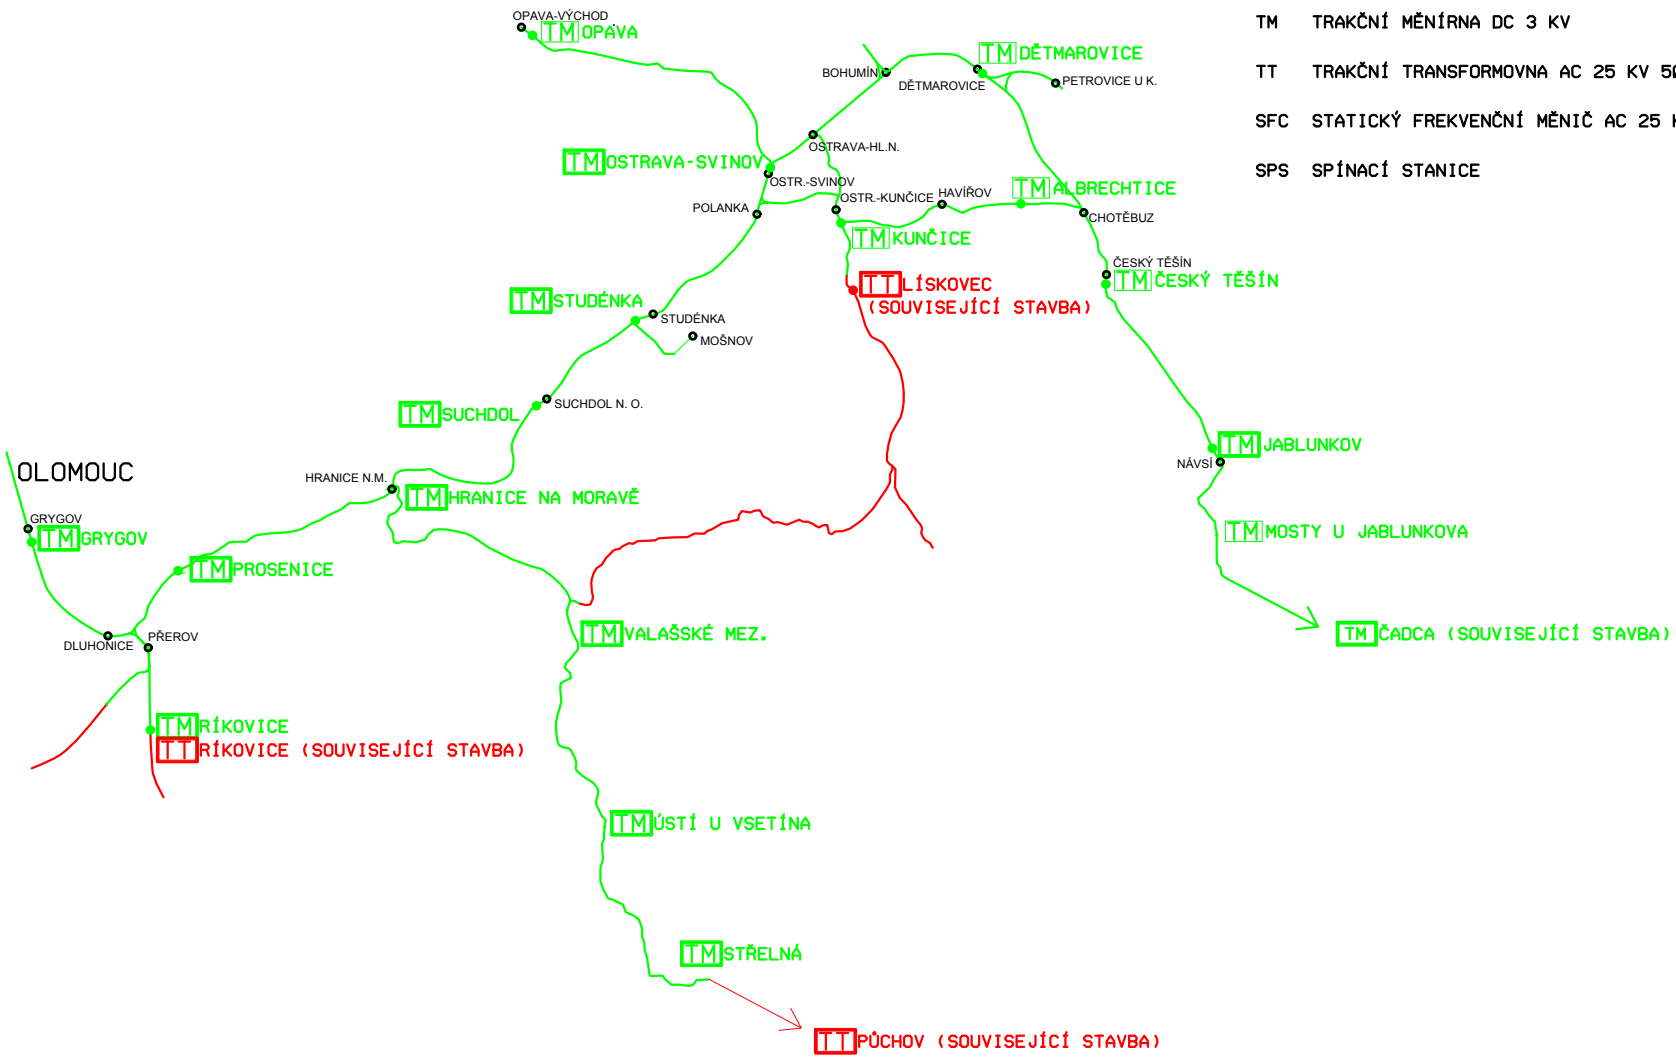 OPAVA-VÝCHOD
TM OPAVA
TM TRAKČNÍ MĚNÍRNA DC 3 KV
TM DĚTMAROVICE
BOHUMÍN
DĚTMAROVICE
PETROVICE U K.
TT TRAKČNÍ TRANSFORMOVNA AC 25 KV
SFC STATICKÝ FREKVENČNÍ MĚNIČ AC 25
OSTRAVA-HL.N.
TM OSTRAVA-SVINOV
SPS SPÍNACÍ STANICE
OSTR.-SVINOV
TM ALBRECHTICE
HAVÍŘOV
OSTR.-KUNČICE
POLANKA
CHOTĚBUZ
TM KUNČICE
ČESKÝ TĚŠÍN
TM ČESKÝ TĚŠÍN
TT LÍSKOVEC
(SOUVISEJÍCÍ STAVBA)
TM STUDÉNKA
STUDÉNKA
MOŠNOV
SUCHDOL N. O.
TM SUCHDOL
TM JABLUNKOV
NÁVSÍ
OLOMOUC
HRANICE N.M.
TM HRANICE NA MORAVĚ
GRYGOV
TM GRYGOV
TM MOSTY U JABLUNKOVA
TM PROSENICE
TM VALAŠSKÉ MEZ.
TM ČADCA (SOUVISEJÍCÍ STAVBA)
PŘEROV
DLUHONICE
TM RÍKOVICE
TT RÍKOVICE (SOUVISEJÍCÍ STAVBA)
TM ÚSTÍ U VSETÍNA
TM STŘELNÁ
TT PÚCHOV (SOUVISEJÍCÍ STAVBA)